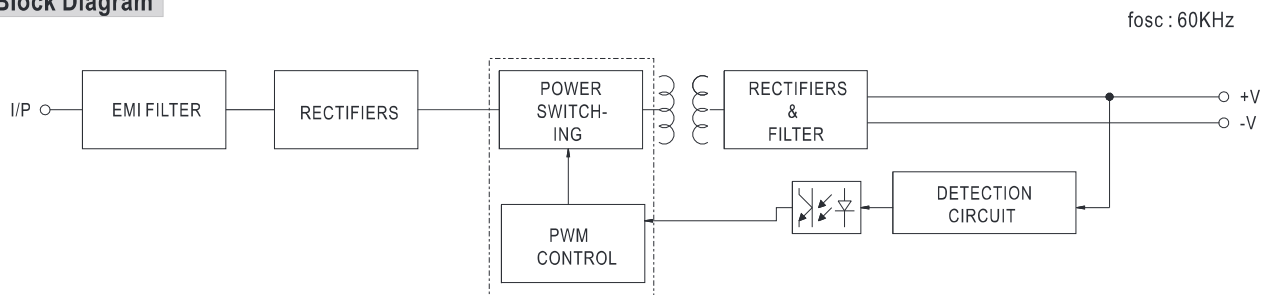 Block Diagram
fosc : 60KHz
I/P
EMI FILTER
RECTIFIERS
POWER
SWITCH-
ING
RECTIFIERS
&
FILTER
+V
-V
DETECTION
CIRCUIT
PWM
CONTROL